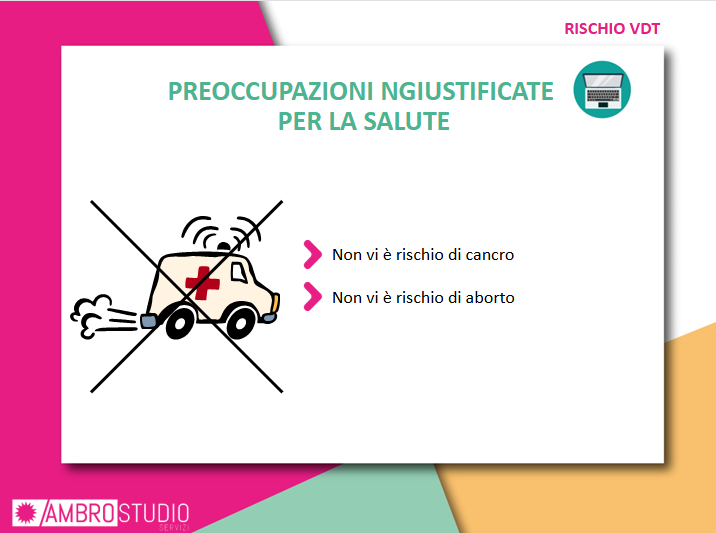 RISCHIO VDT
PREOCCUPAZIONI NGIUSTIFICATE
PER LA SALUTE
Non vi è rischio di cancro
Non vi è rischio di aborto
AMBROSTUDIO
SERVIZI